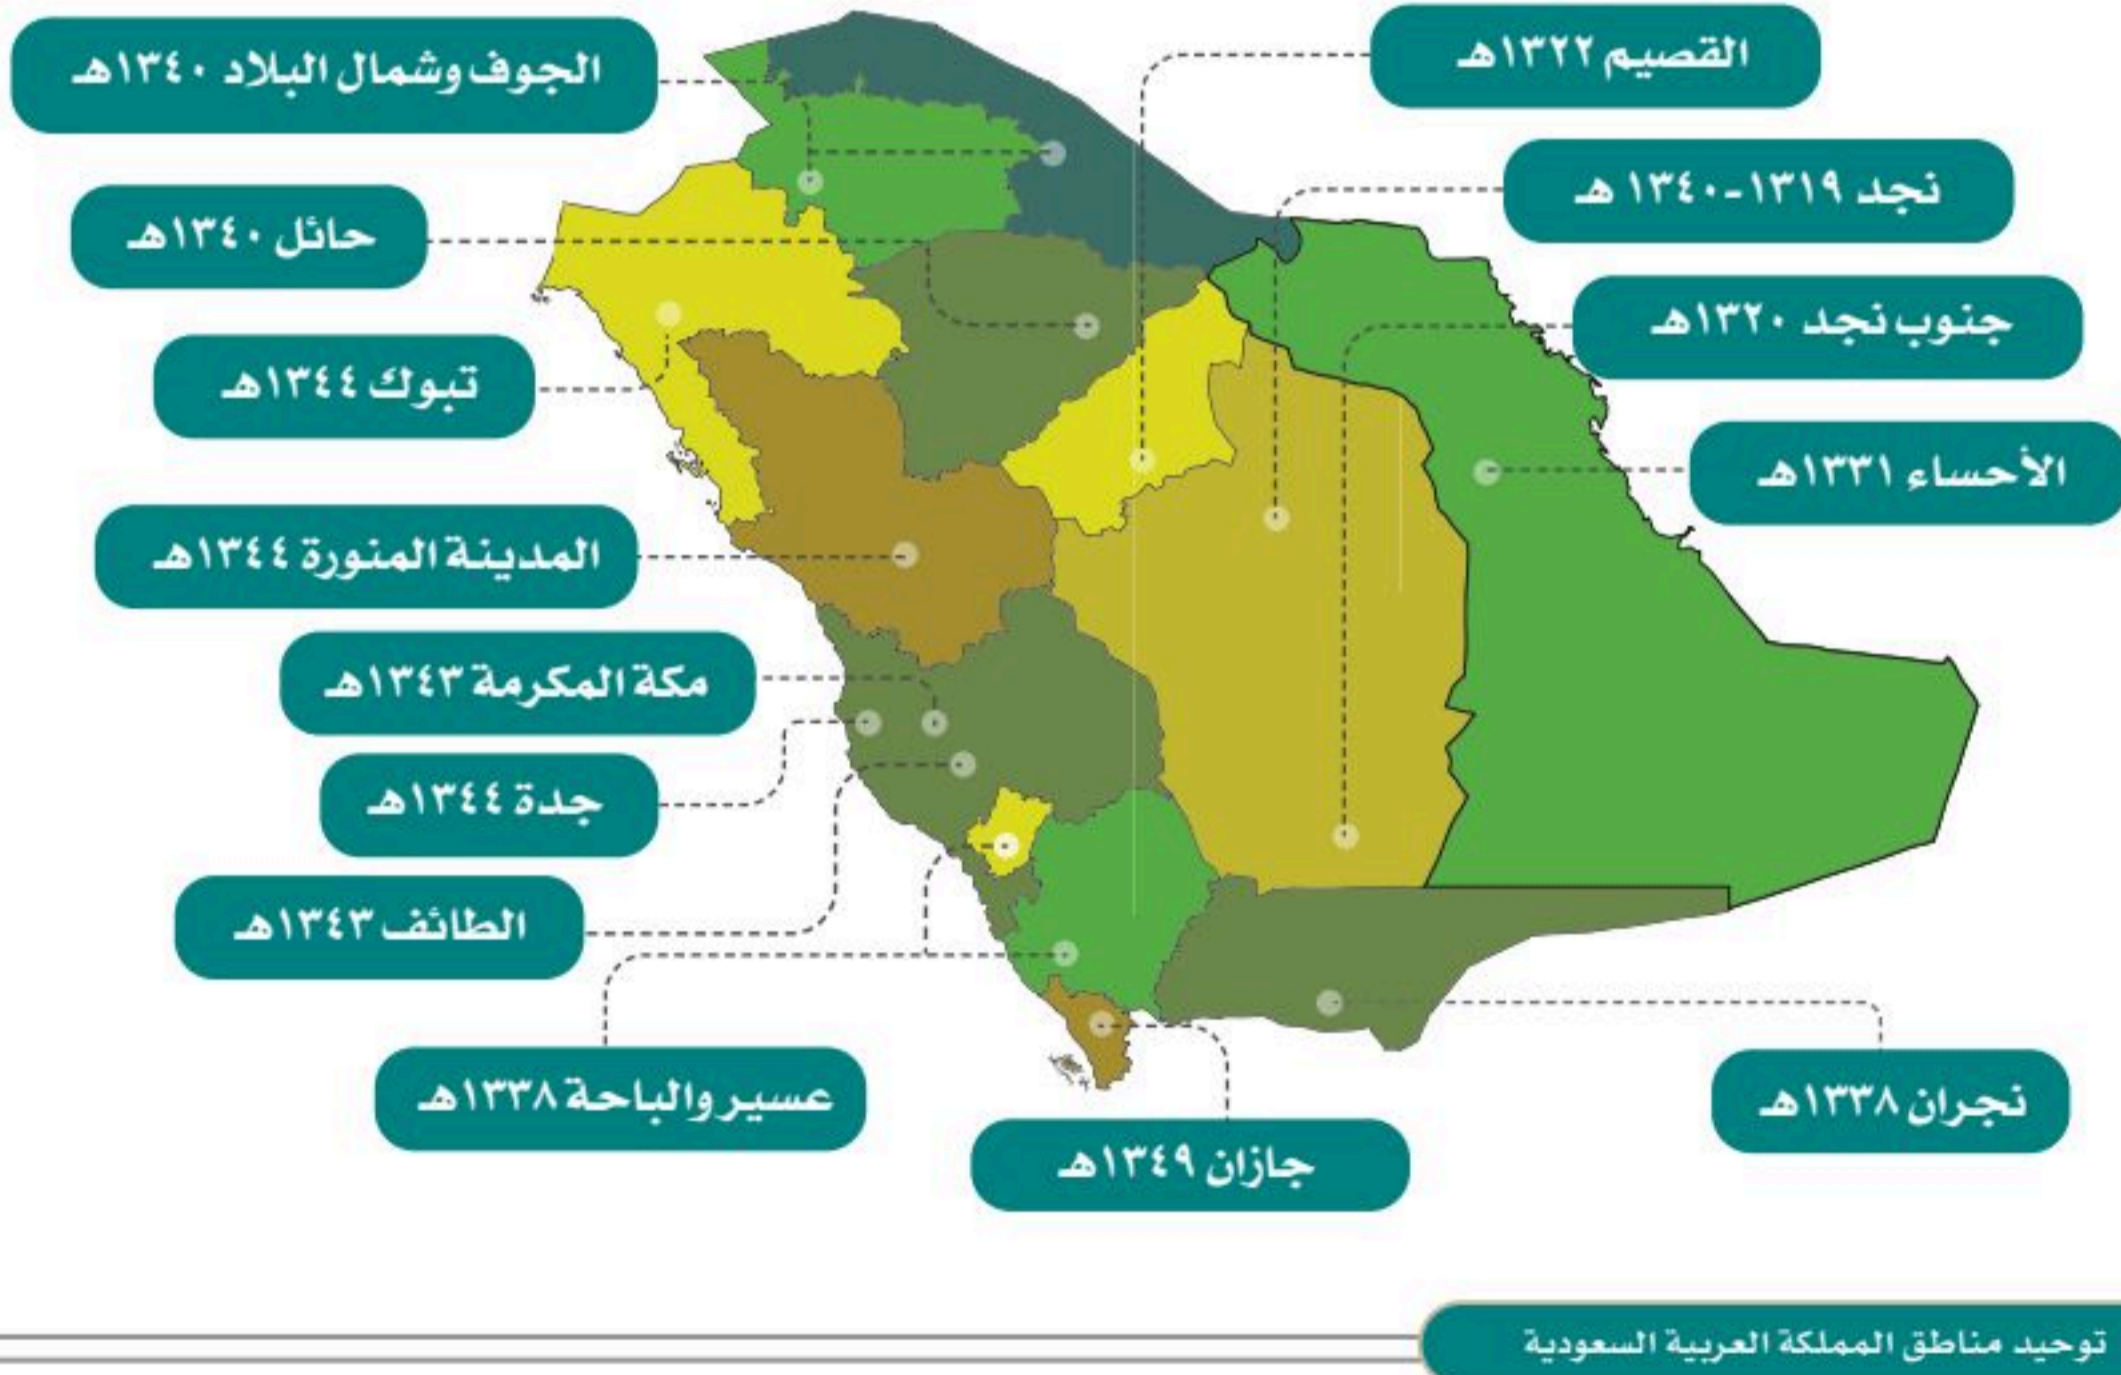 القصيم ١٣٢٢هـ
نجد ١٣١٩-١٣٤٠ هـ
جنوب نجد ١٣٢٠هـ
الأحساء ١٣٣١هـ
الجوف وشمال البلاد ١٣٤٠هـ
حائل ١٣٤٠هـ
تبوك ١٣٤٤هـ
المدينة المنورة ١٣٤٤هـ
مكة المكرمة ١٣٤٣هـ
جدة ١٣٤٤هـ
الطائف ١٣٤٣هـ
عسير والباحة ١٣٣٨هـ
جازان ١٣٤٩هـ
نجران ١٣٣٨هـ
توحيد مناطق المملكة العربية السعودية